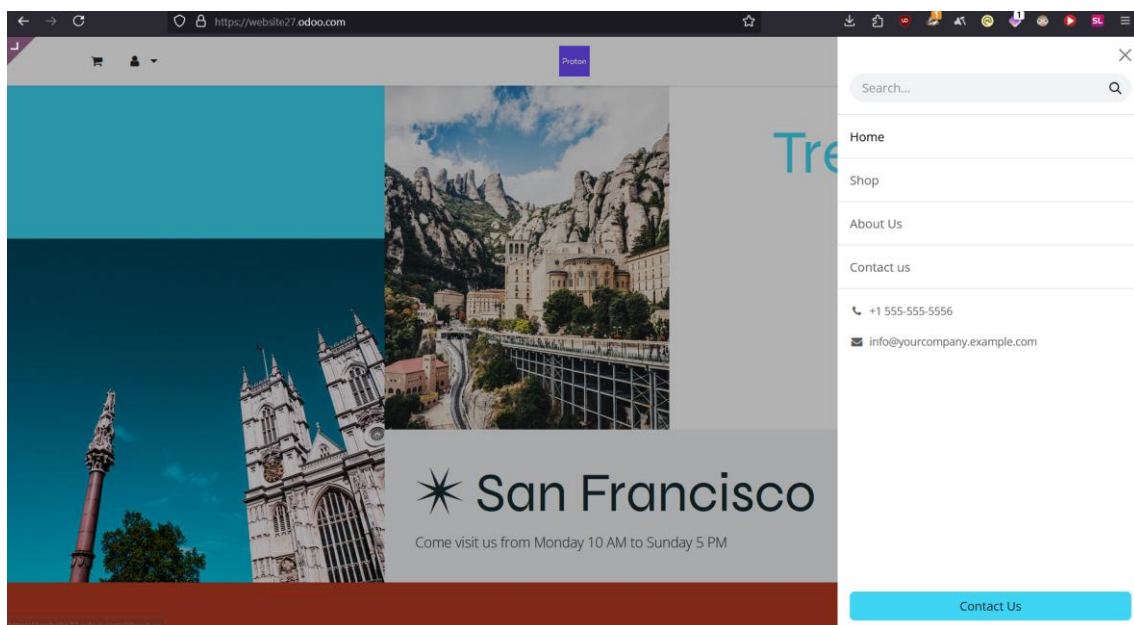 https://website27.odoo.com
SL
Proton
Search...
Tre
Home
Shop
About Us
Contact us
+1 555-555-5556
info@yourcompany.example.com
San Francisco
Come visit us from Monday 10 AM to Sunday 5 PM
Contact Us